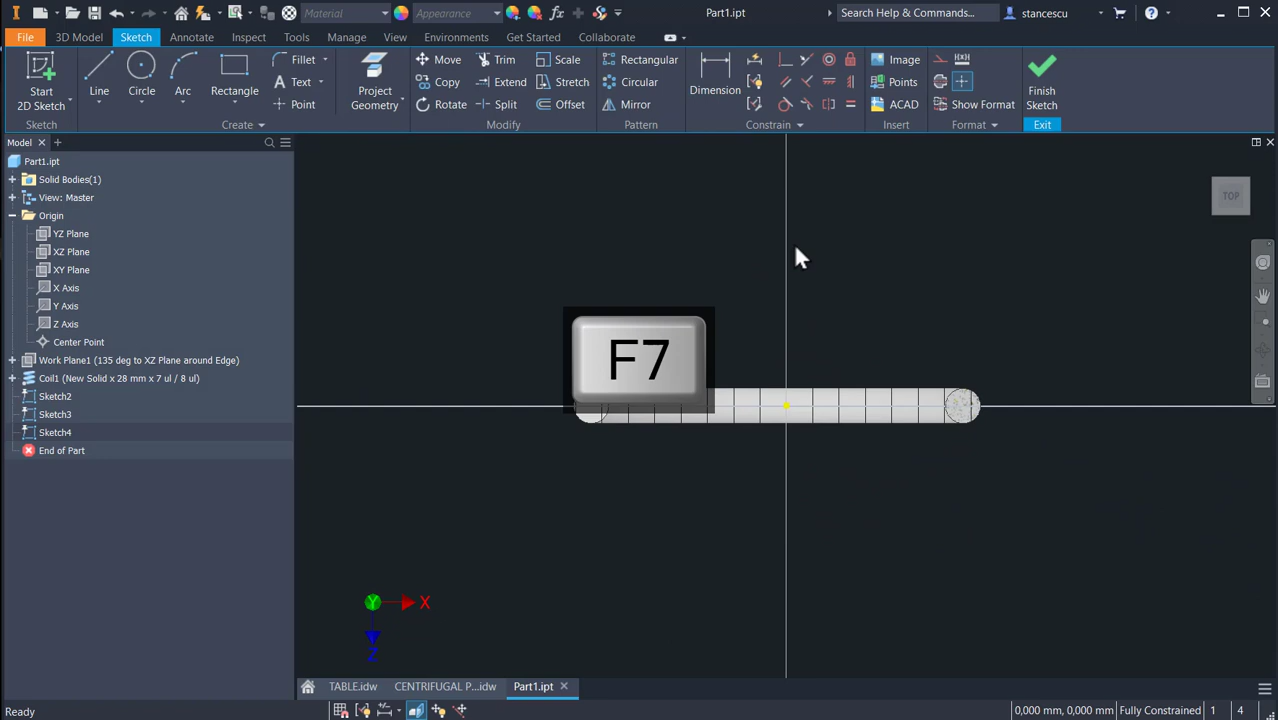 Material
Appearance
Part1.ipt
Search Help & Commands...
stancescu
File
3D Model
Sketch
Annotate
Inspect
Tools
Manage
View
Environments
Get Started
Collaborate
Start
2D Sketch
Line
Circle
Arc
Rectangle
Fillet
Text
Point
Project
Geometry
Move
Copy
Rotate
Trim
Extend
Split
Scale
Stretch
Offset
Rectangular
Circular
Mirror
Dimension
Image
Points
ACAD
Show Format
Finish
Sketch
Sketch
Create
Modify
Pattern
Constrain
Insert
Format
Exit
Model
Part1.ipt
Solid Bodies(1)
View: Master
Origin
YZ Plane
XZ Plane
XY Plane
X Axis
Y Axis
Z Axis
Center Point
Work Plane1 (135 deg to XZ Plane around Edge)
Coil1 (New Solid x 28 mm x 7 ul / 8 ul)
Sketch2
Sketch3
Sketch4
End of Part
TOP
F7
Y
X
Z
TABLE.idw
CENTRIFUGAL P...idw
Part1.ipt
Ready
0,000 mm, 0,000 mm
Fully Constrained
1
4